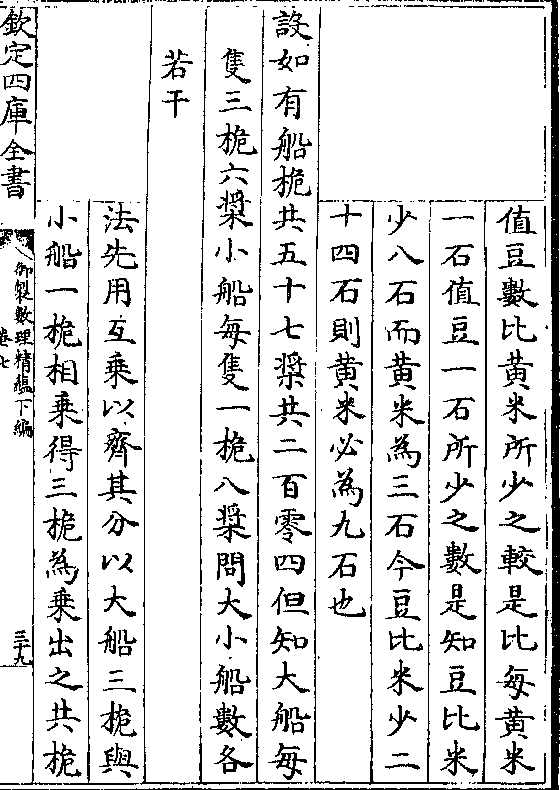 值豆數比黃米所少之較是比每黃米
一石值豆一石所少之數是知豆比米
少八石而黃米為三石今豆比米少二
十四石則黃米必為九石也
設如有船桅共五十七槳共二百零四但知大船每
隻三桅六槳小船每隻一桅八槳問大小船數各
若干
法先用互乘以齊其分以大船三桅與
小船一桅相乘得三桅為乘出之共桅
欽定四庫全書
御製數理精蘊下編
卷七
三十九